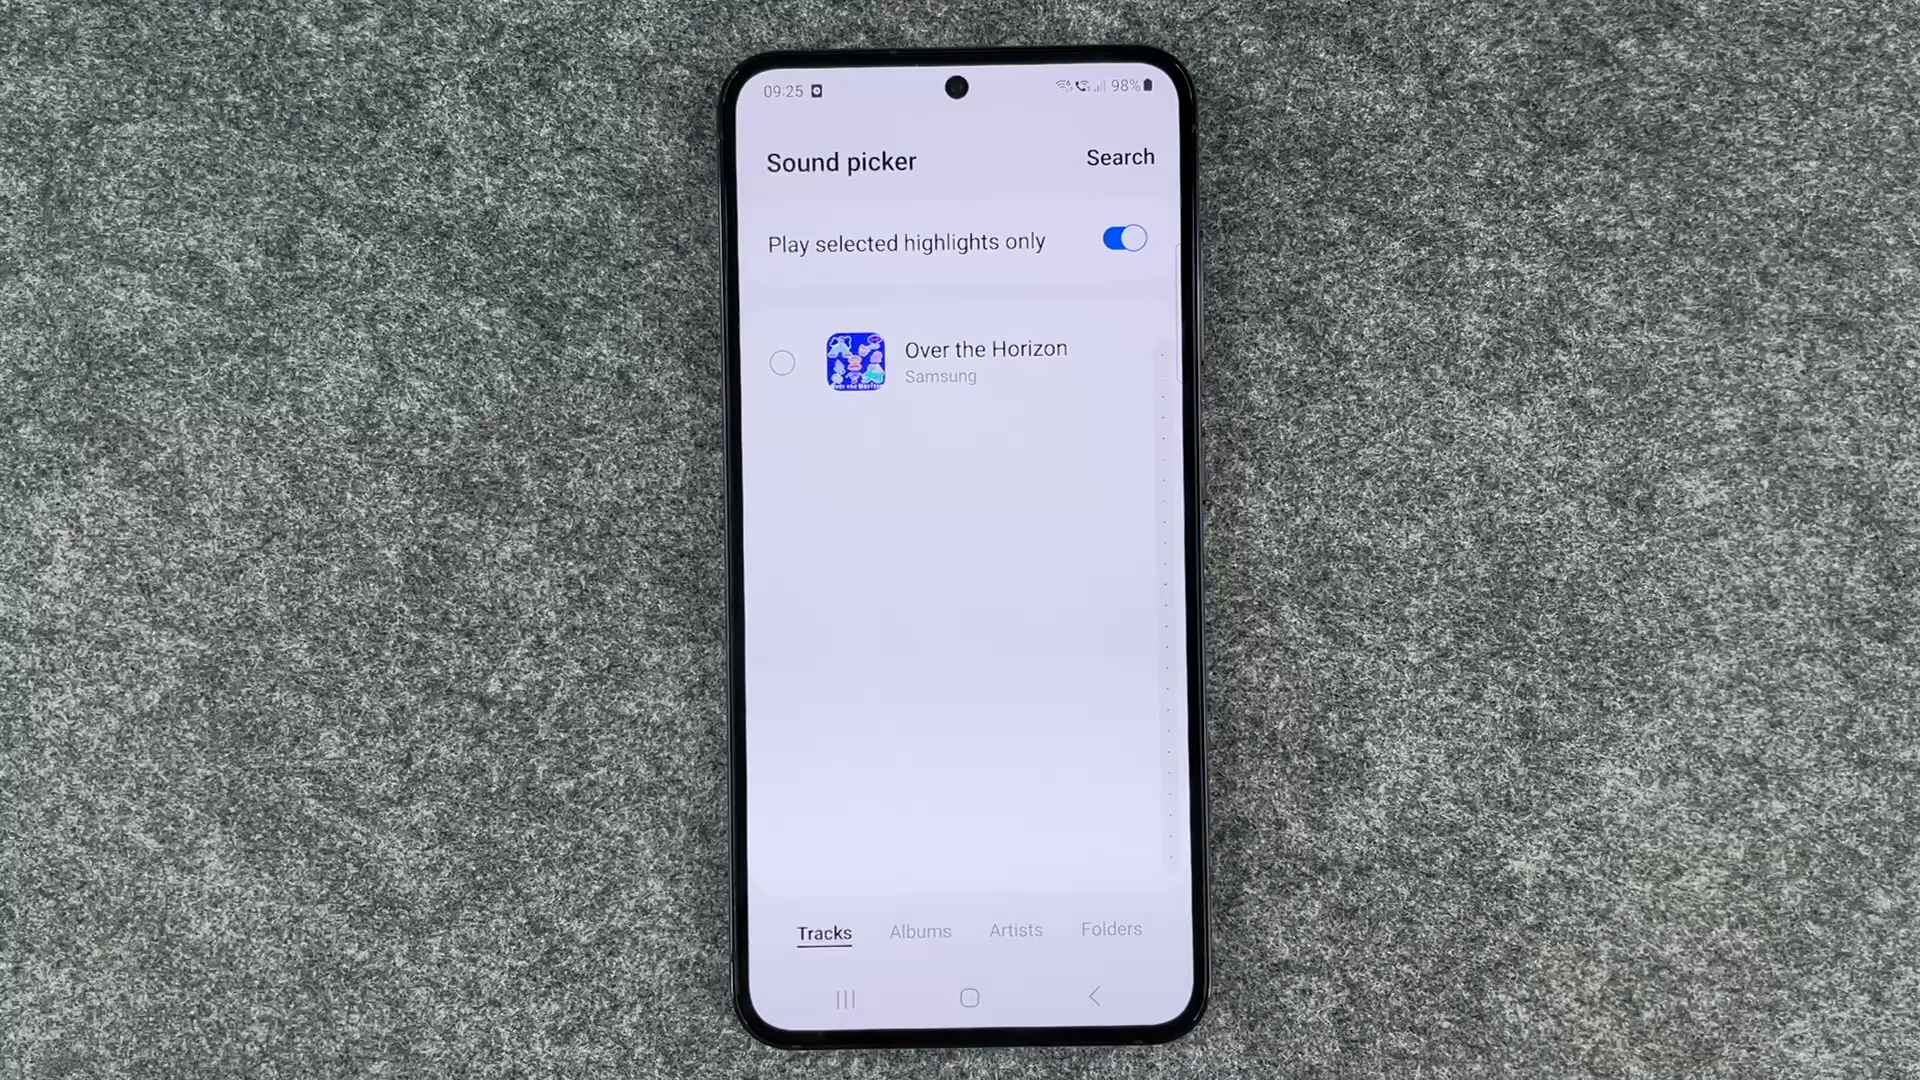 09:25 98%
Sound picker Search
Play selected highlights only
Over the Horizon
Samsung
Tracks Albums Artists Folders